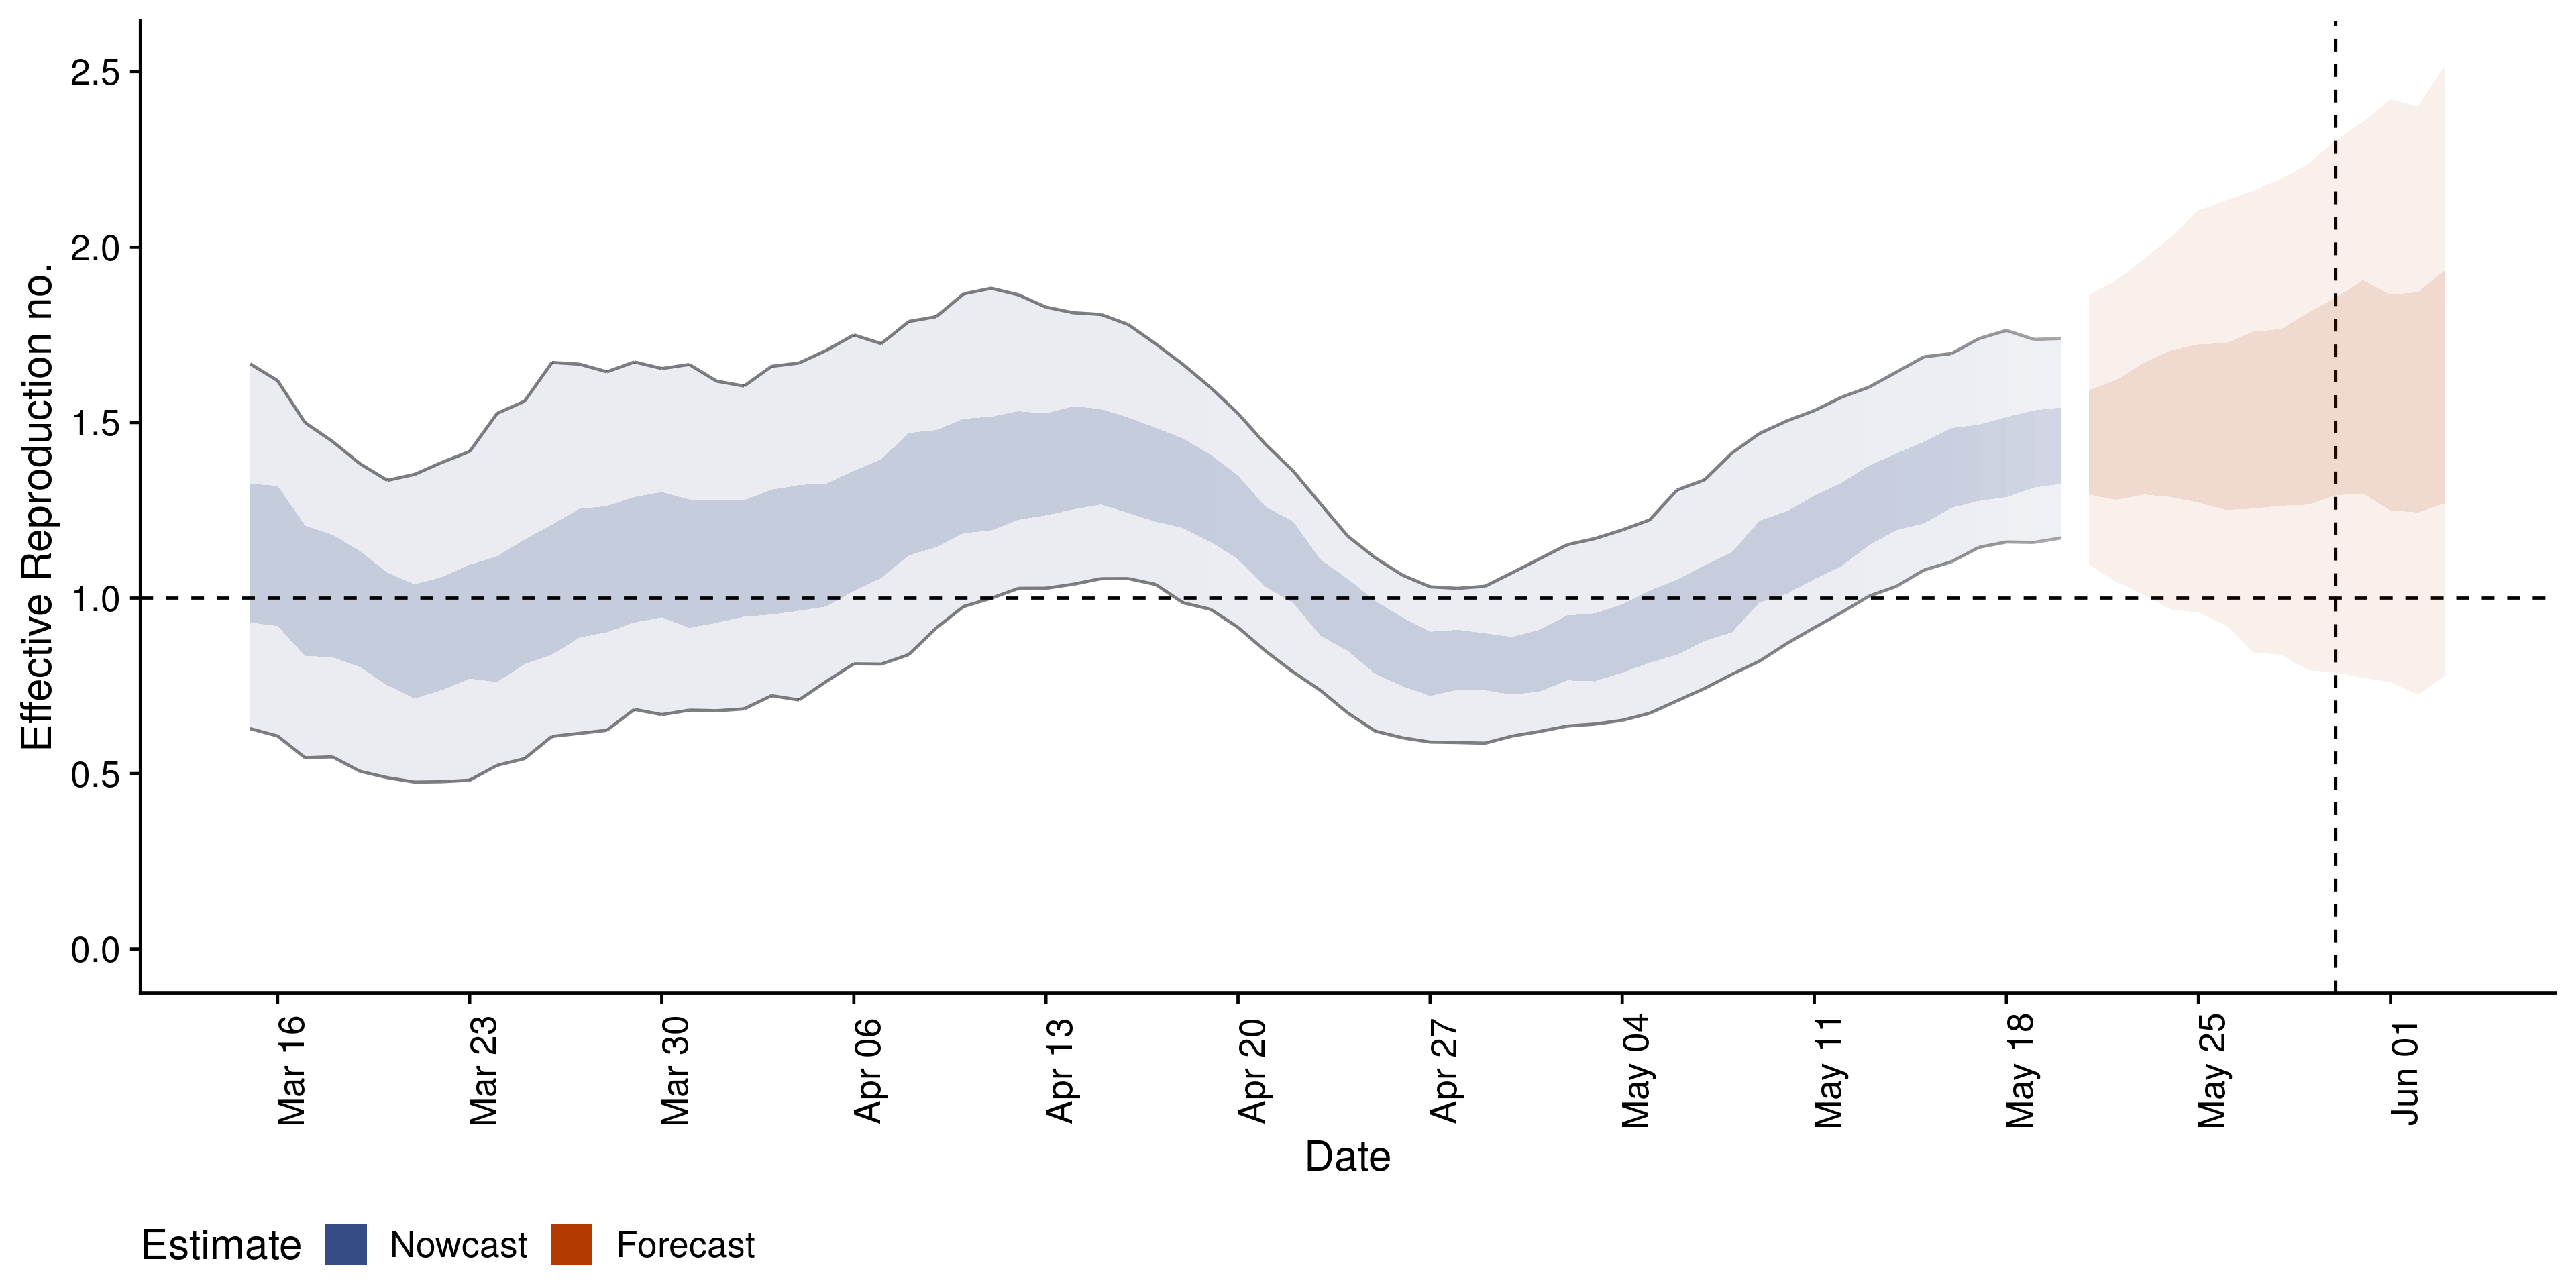 Effective Reproduction no.
2.5
2.0
1.5
1.0
0.5
0.0
Mar 16
Mar 23
Mar 30
Apr 06
Apr 13
Apr 20
Apr 27
May 04
May 11
May 18
May 25
Jun 01
Date
Estimate Nowcast Forecast